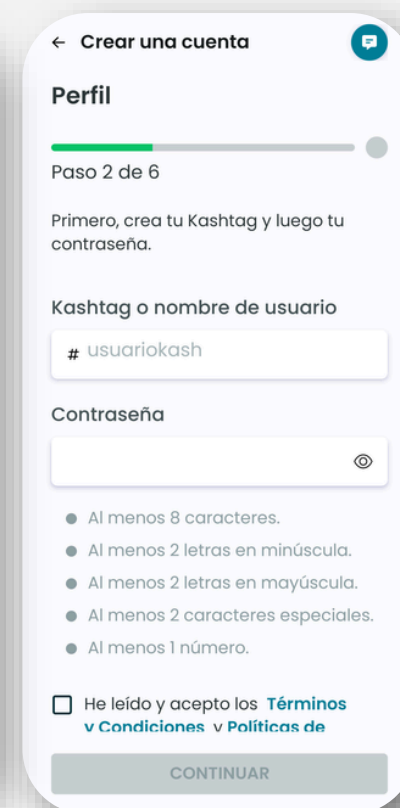 ← Crear una cuenta
Perfil
Paso 2 de 6
Primero, crea tu Kashtag y luego tu
contraseña.
Kashtag o nombre de usuario
# usuariokash
Contraseña
Al menos 8 caracteres.
Al menos 2 letras en minúscula.
Al menos 2 letras en mayúscula.
Al menos 2 caracteres especiales.
Al menos 1 número.
He leído y acepto los Términos
y Condiciones y Políticas de
CONTINUAR